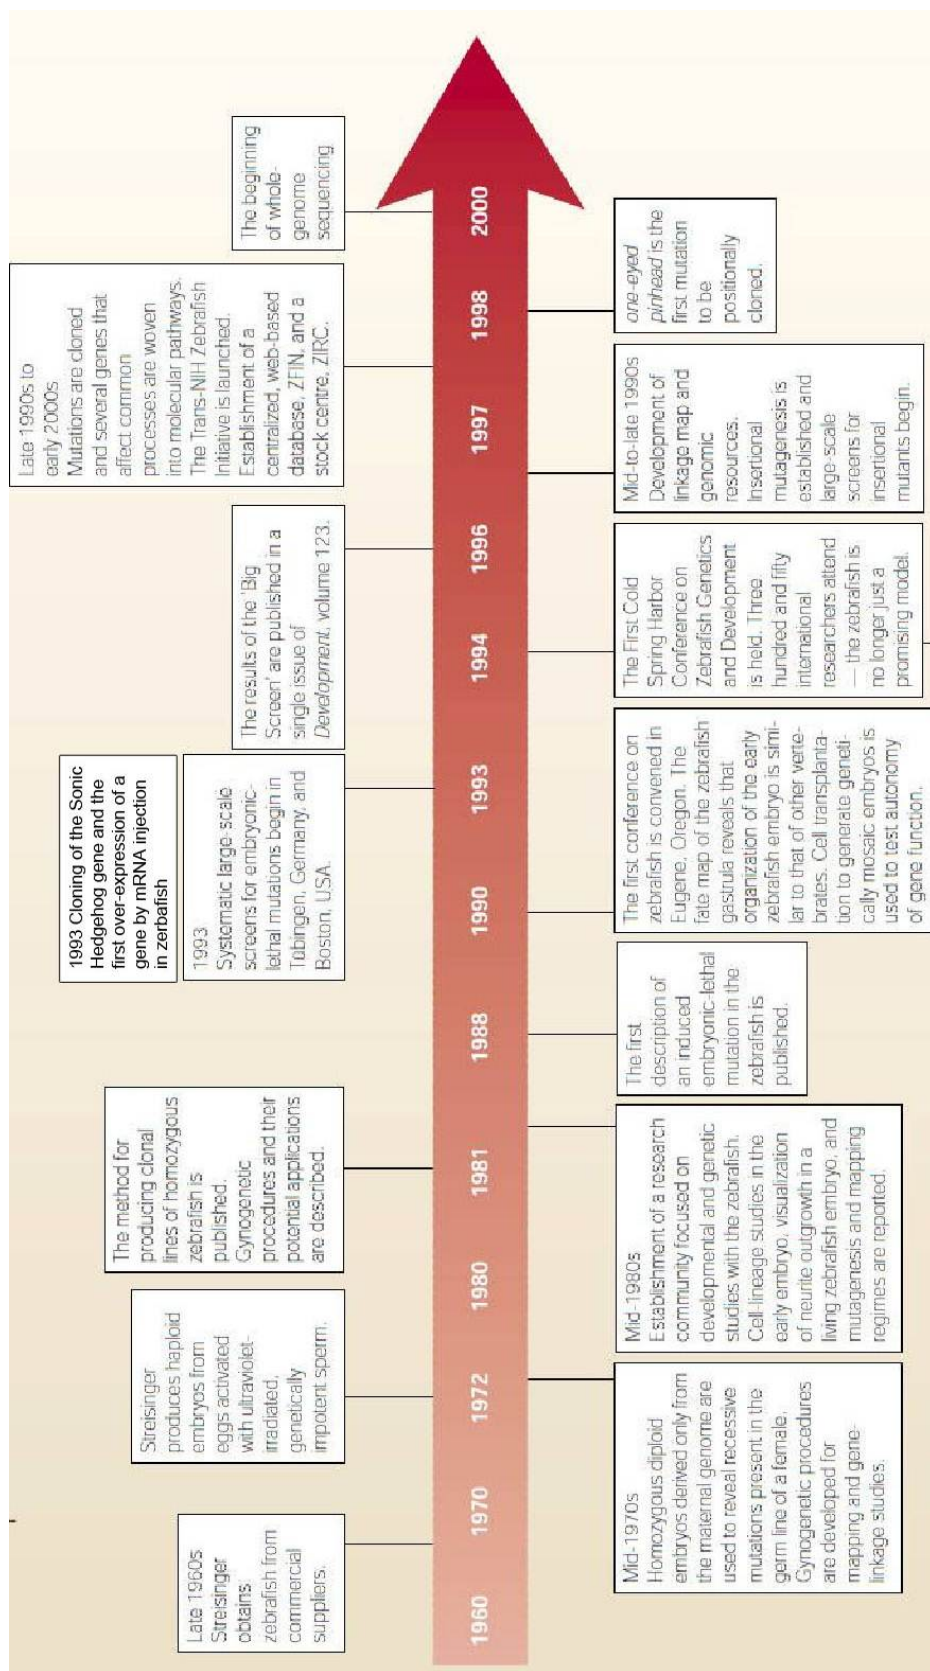 Late 1960s
Streisinger
obtains
zebrafish from
commercial
suppliers.
Streisinger
produces haploid
embryos from
eggs activated
with ultraviolet-
irradiated,
genetically
impotent sperm.
The method for
producing clonal
lines of homozygous
zebrafish is
published.
Gynogenetic
procedures and their
potential applications
are described.
1993 Cloning of the Sonic
Hedgehog gene and the
first over-expression of a
gene by mRNA injection
in zerbafish
1993
Systematic large-scale
screens for embryonic-
lethal mutations begin in
Tübingen, Germany, and
Boston, USA.
The results of the 'Big
Screen' are published in a
single issue of
Development, volume 123.
Late 1990s to
early 2000s
Mutations are cloned
and several genes that
affect common
processes are woven
into molecular pathways.
The Trans-NIH Zebrafish
Initiative is launched.
Establishment of a
centralized, web-based
database, ZFIN, and a
stock centre, ZIRC.
The beginning
of whole-
genome
sequencing
1960
1970
1972
1980
1981
1988
1990
1993
1994
1996
1997
1998
2000
Mid-1970s
Homozygous diploid
embryos derived only from
the maternal genome are
used to reveal recessive
mutations present in the
germ line of a female.
Gynogenetic procedures
are developed for
mapping and gene-
linkage studies.
Mid-1980s
Establishment of a research
community focused on
developmental and genetic
studies with the zebrafish.
Cell-lineage studies in the
early embryo, visualization
of neurite outgrowth in a
living zebrafish embryo, and
mutagenesis and mapping
regimes are reported.
The first
description of
an induced
embryonic-lethal
mutation in the
zebrafish is
published.
The first conference on
zebrafish is convened in
Eugene, Oregon. The
fate map of the zebrafish
gastrula reveals that
organization of the early
zebrafish embryo is simi-
lar to that of other verte-
brates. Cell transplanta-
tion to generate geneti-
cally mosaic embryos is
used to test autonomy
of gene function.
The First Cold
Spring Harbor
Conference on
Zebrafish Genetics
and Development
is held. Three
hundred and fifty
international
researchers attend
— the zebrafish is
no longer just a
promising model.
Mid-to-late 1990s
Development of
linkage map and
genomic
resources.
Insertional
mutagenesis is
established and
large-scale
screens for
insertional
mutants begin.
one-eyed
pinhead is the
first mutation
to be
positionally
cloned.